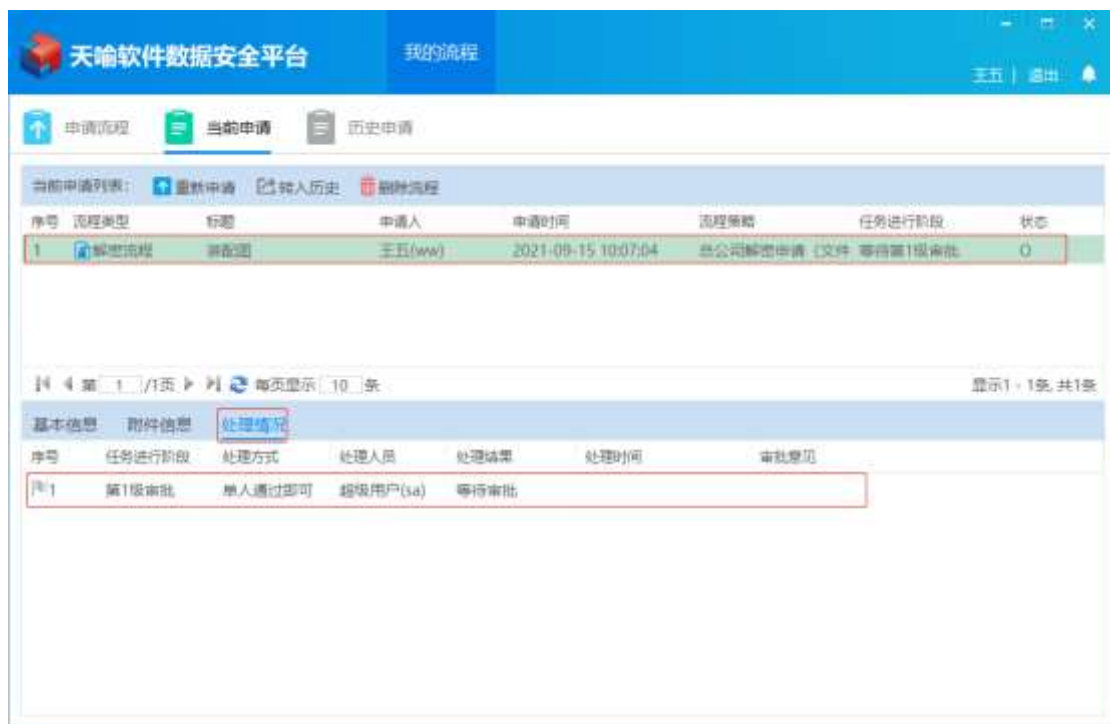 天喻软件数据安全平台 我的流程
王五 | 退出
申请流程 当前申请 历史申请
当前申请列表: 重新申请 转入历史 删除流程
序号 流程类型 标题 申请人 申请时间 流程策略 任务进行阶段 状态
1 解密流程 装配图 王五(ww) 2021-09-15 10:07:04 总公司解密申请（文件 等待第1级审批
第 1 /1页 每页显示 10 条 显示1 - 1条, 共1条
基本信息 附件信息 处理情况
序号 任务进行阶段 处理方式 处理人员 处理结果 处理时间 审批意见
1 第1级审批 单人通过即可 超级用户(sa) 等待审批